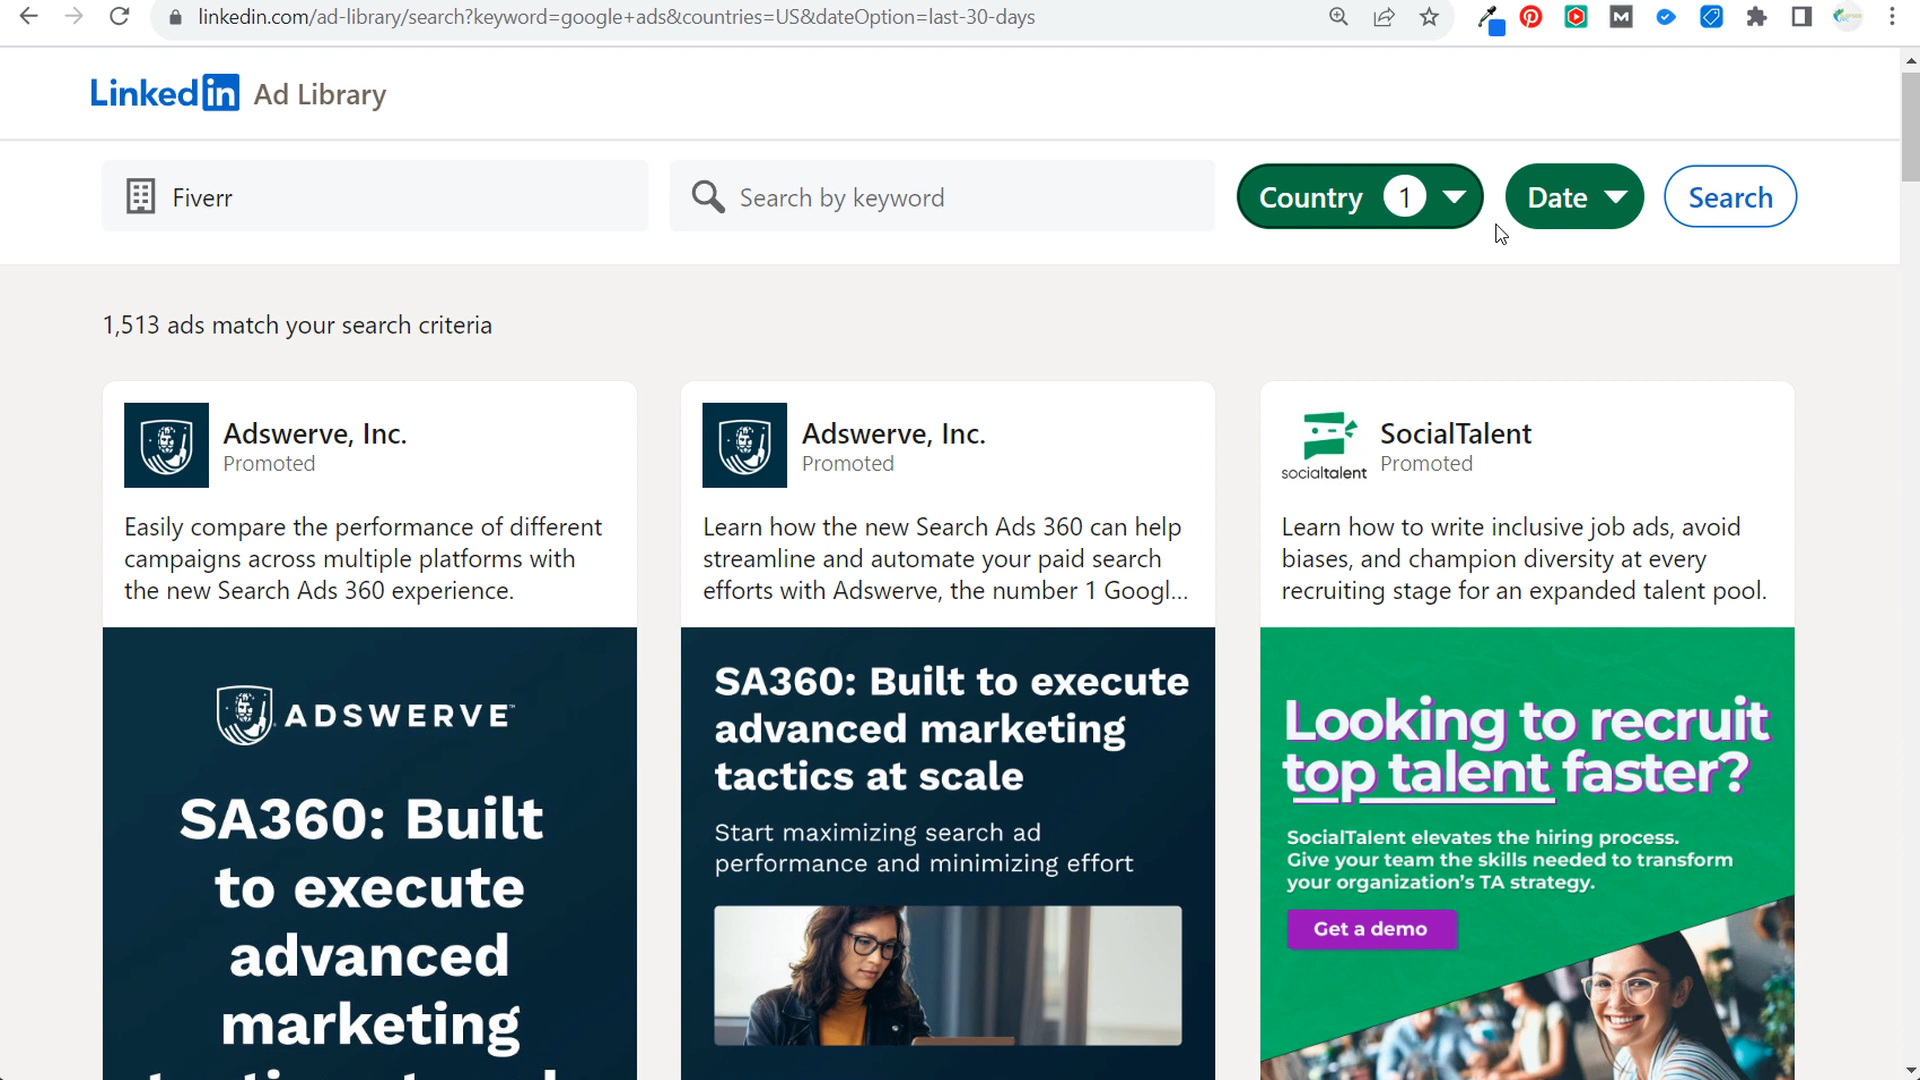 linkedin.com/ad-library/search?keyword=google+ads&countries=US&dateOption=last-30-days
Linked in Ad Library
Fiverr
Search by keyword
Country 1
Date
Search
1,513 ads match your search criteria
Adswerve, Inc.
Promoted
Easily compare the performance of different
campaigns across multiple platforms with
the new Search Ads 360 experience.
ADSWERVE™
SA360: Built
to execute
advanced
marketing
Adswerve, Inc.
Promoted
Learn how the new Search Ads 360 can help
streamline and automate your paid search
efforts with Adswerve, the number 1 Googl...
SA360: Built to execute
advanced marketing
tactics at scale
Start maximizing search ad
performance and minimizing effort
socialtalent
SocialTalent
Promoted
Learn how to write inclusive job ads, avoid
biases, and champion diversity at every
recruiting stage for an expanded talent pool.
Looking to recruit
top talent faster?
SocialTalent elevates the hiring process.
Give your team the skills needed to transform
your organization's TA strategy.
Get a demo